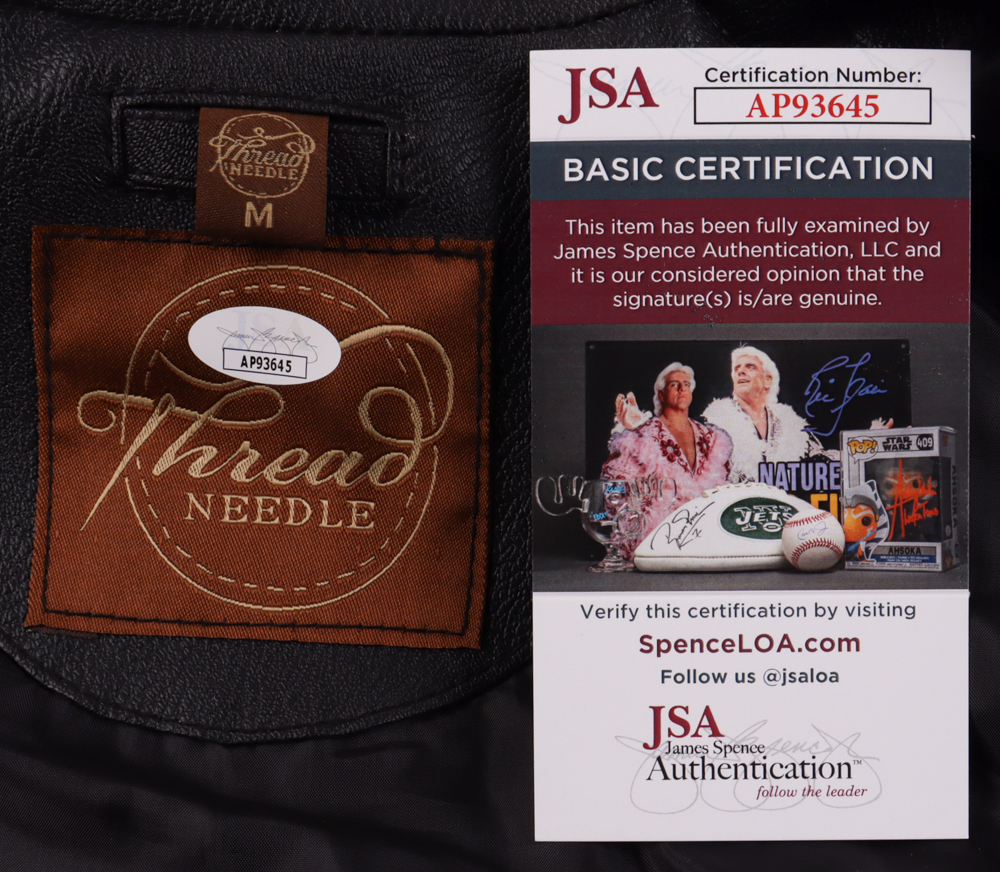 Thread
NEEDLE
M
JSA
AP93645
Thread
NEEDLE
JSA
Certification Number:
AP93645
BASIC CERTIFICATION
This item has been fully examined by
James Spence Authentication, LLC and
it is our considered opinion that the
signature(s) is/are genuine.
Ric Flair
NATURE
JETS
POP!
STAR
WARS
409
AHSOKA
Verify this certification by visiting
SpenceLOA.com
Follow us @jsaloa
JSA
James Spence
Authentication™
follow the leader